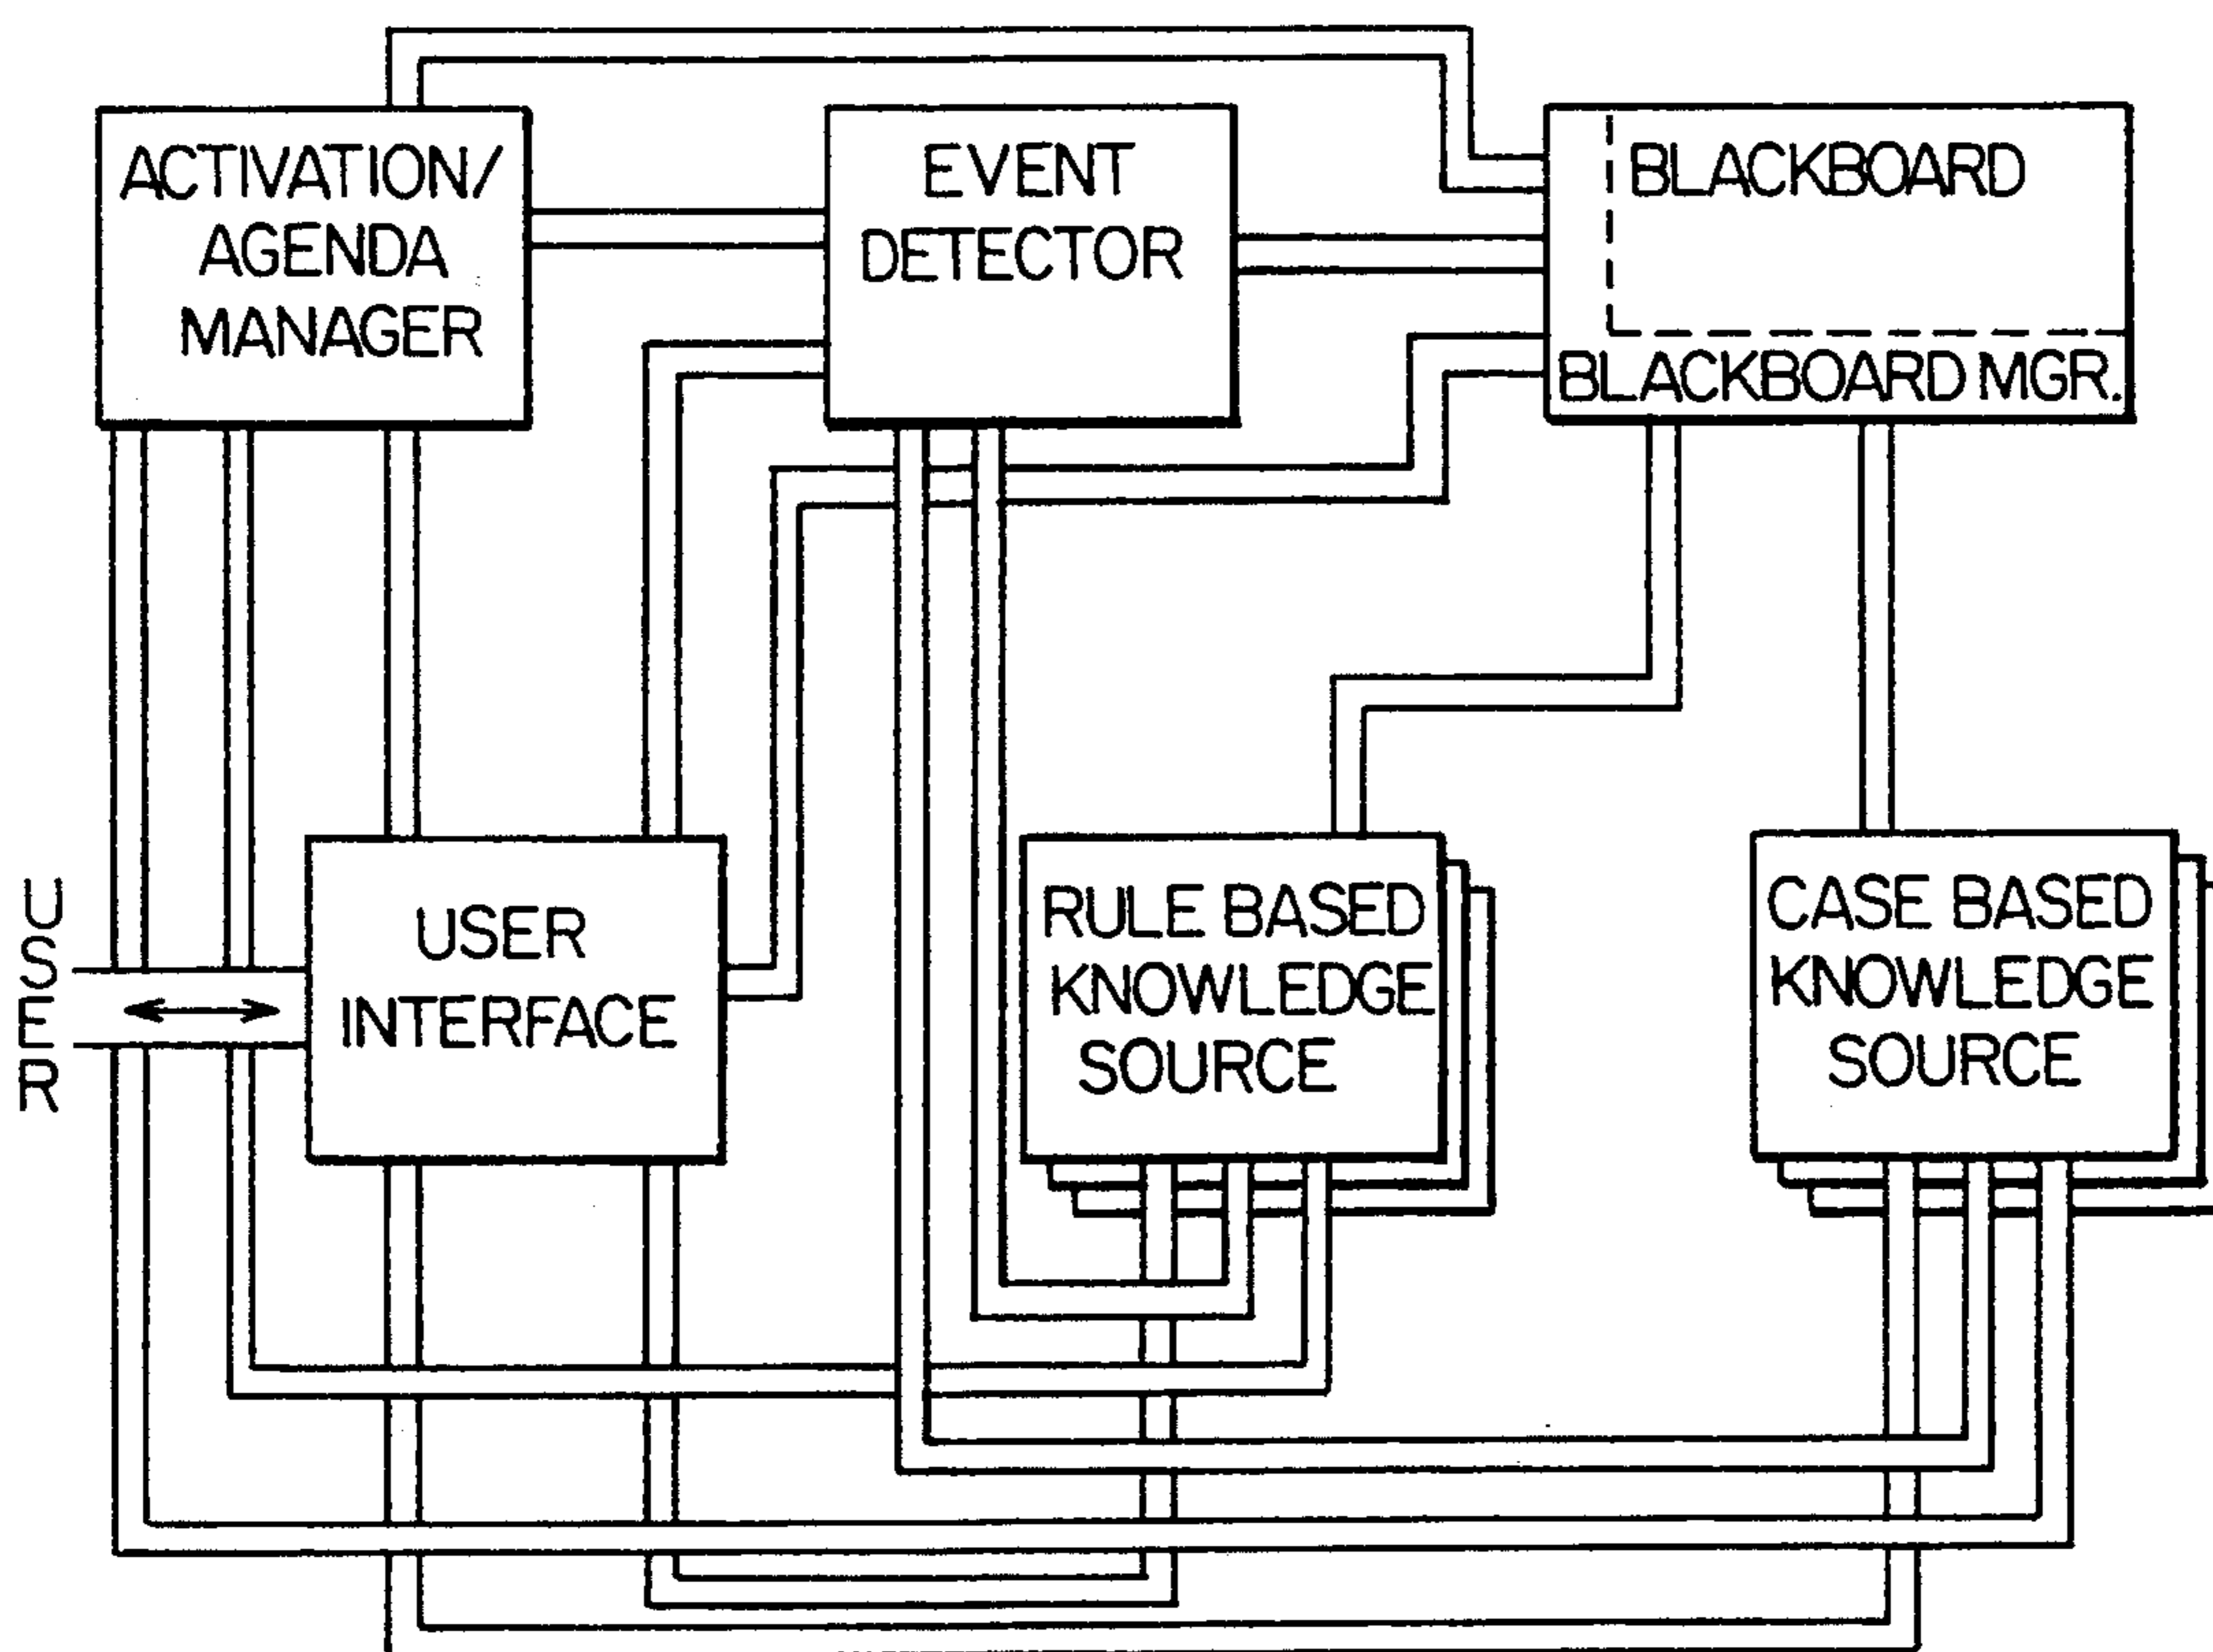 ACTIVATION/
AGENDA
MANAGER
EVENT
DETECTOR
BLACKBOARD
BLACKBOARD MGR.
USER
USER
INTERFACE
RULE BASED
KNOWLEDGE
SOURCE
CASE BASED
KNOWLEDGE
SOURCE